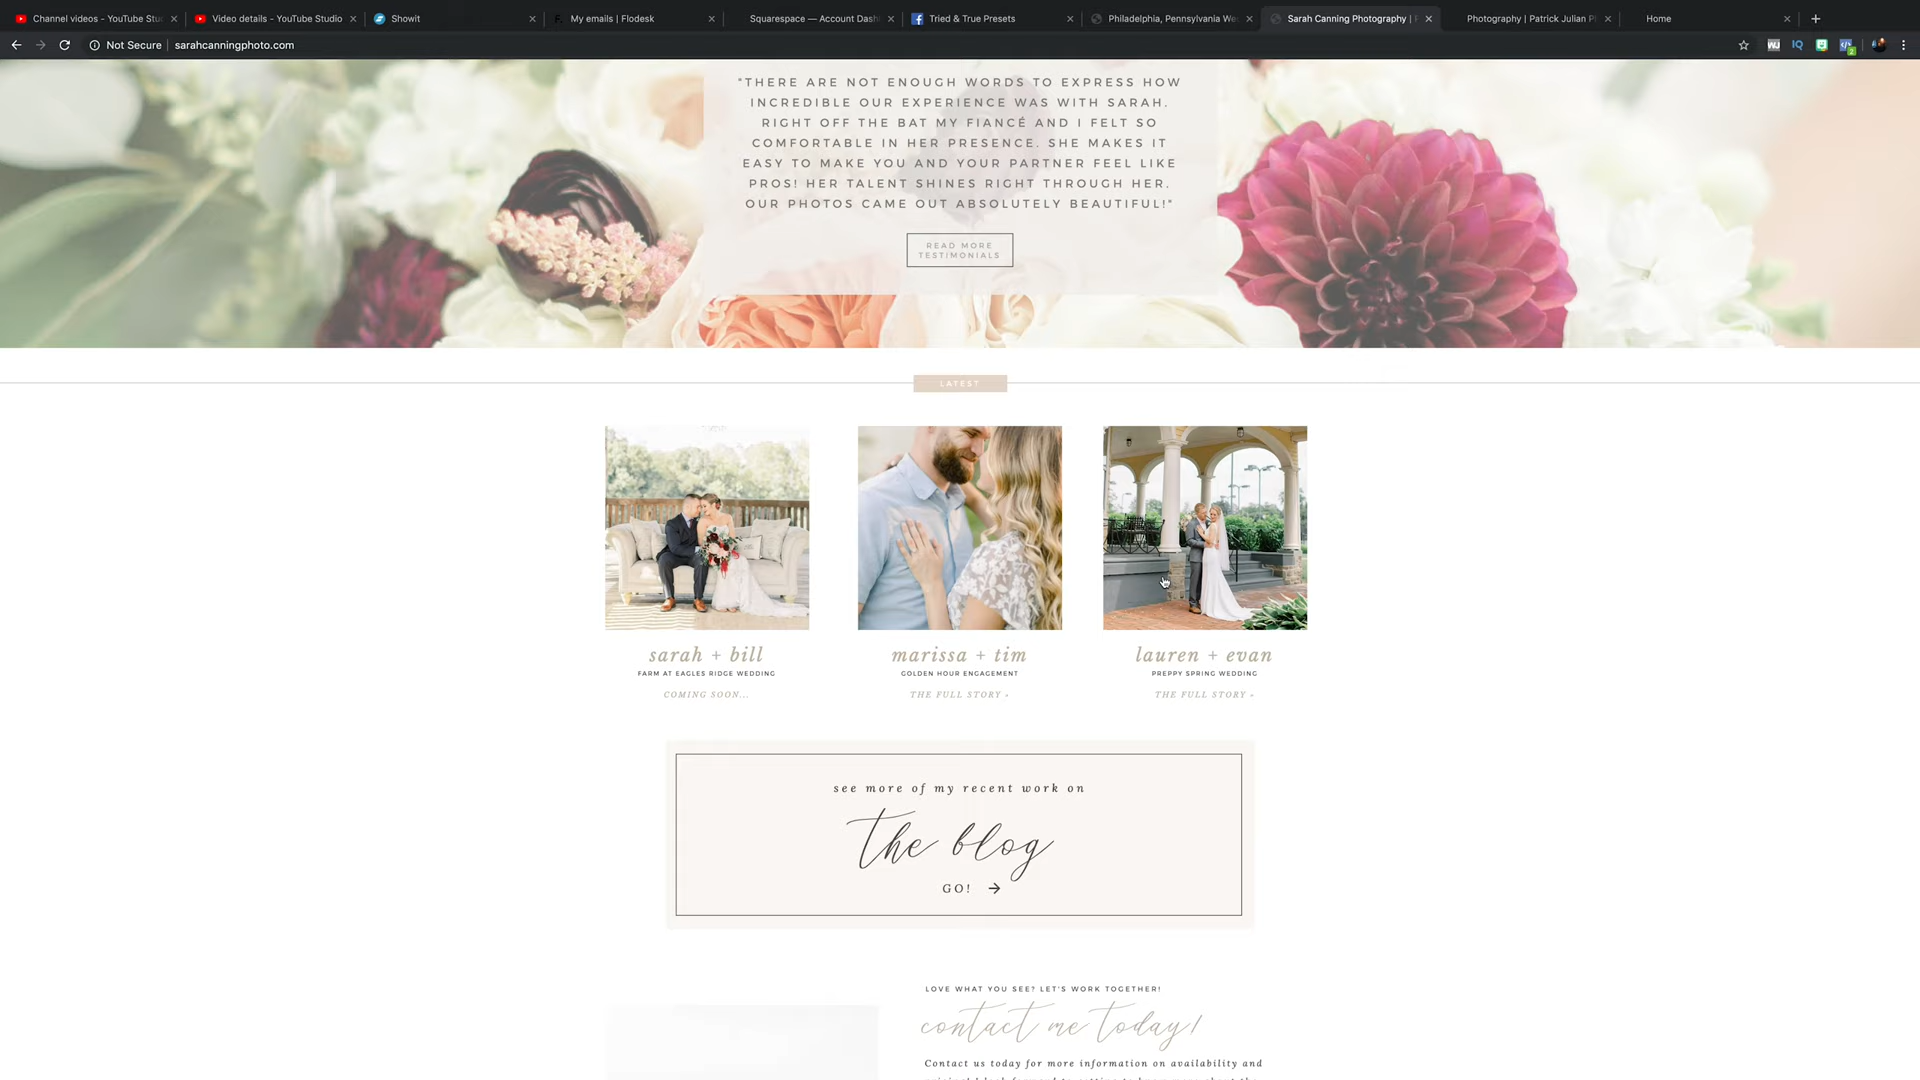 Channel videos - YouTube Stu
Video details - YouTube Studio
Showit
My emails | Flodesk
Squarespace — Account Dash
Tried & True Presets
Philadelphia, Pennsylvania We
Sarah Canning Photography |
Photography | Patrick Julian P
Home
Not Secure
sarahcanningphoto.com
"THERE ARE NOT ENOUGH WORDS TO EXPRESS HOW
INCREDIBLE OUR EXPERIENCE WAS WITH SARAH.
RIGHT OFF THE BAT MY FIANCÉ AND I FELT SO
COMFORTABLE IN HER PRESENCE. SHE MAKES IT
EASY TO MAKE YOU AND YOUR PARTNER FEEL LIKE
PROS! HER TALENT SHINES RIGHT THROUGH HER.
OUR PHOTOS CAME OUT ABSOLUTELY BEAUTIFUL!"
READ MORE
TESTIMONIALS
LATEST
sarah + bill
FARM AT EAGLES RIDGE WEDDING
COMING SOON...
marissa + tim
GOLDEN HOUR ENGAGEMENT
THE FULL STORY »
lauren + evan
PREPPY SPRING WEDDING
THE FULL STORY »
see more of my recent work on
the blog
GO! →
LOVE WHAT YOU SEE? LET'S WORK TOGETHER!
contact me today!
Contact us today for more information on availability and